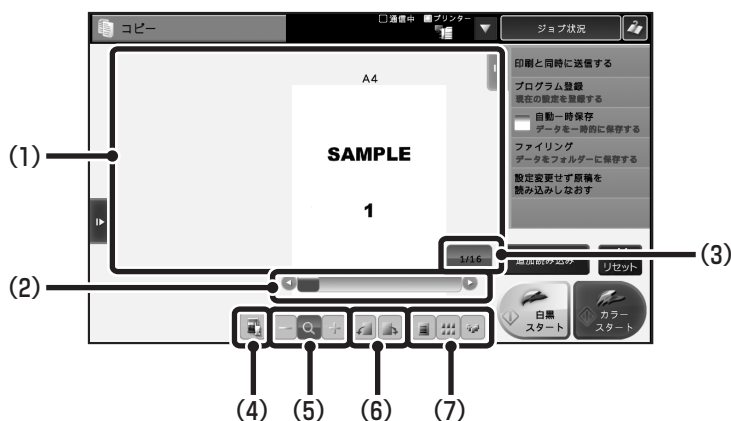 コピー
□通信中 ■プリンター
ジョブ状況
印刷と同時に送信する
プログラム登録
現在の設定を登録する
自動一時保存
データを一時的に保存する
ファイリング
データをフォルダーに保存する
設定変更せず原稿を
読み込みしなおす
A4
SAMPLE
1
(1)
1/16
(3)
追加読み込み
リセット
(2)
白黒
スタート
カラー
スタート
(4)
(5)
(6)
(7)